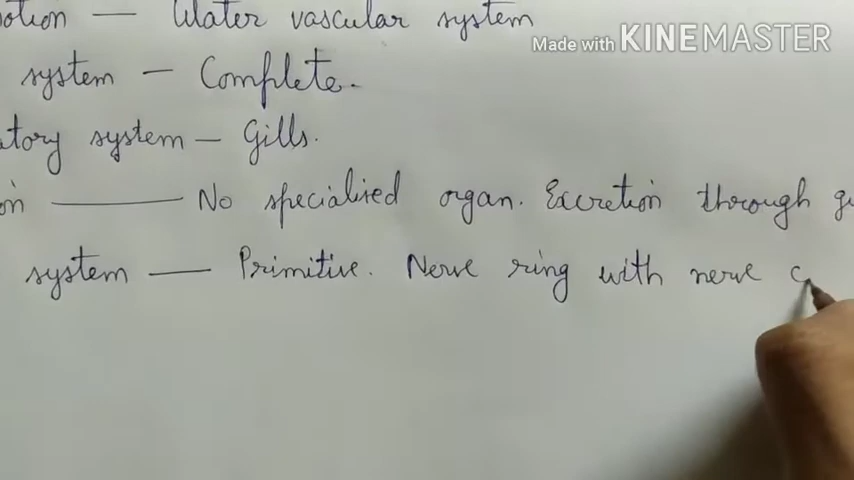 otion — Water vascular system
Made with KINEMASTER
system — Complete.
atory system — Gills.
on — No specialised organ. Excretion through
system — Primitive. Nerve ring with nerve